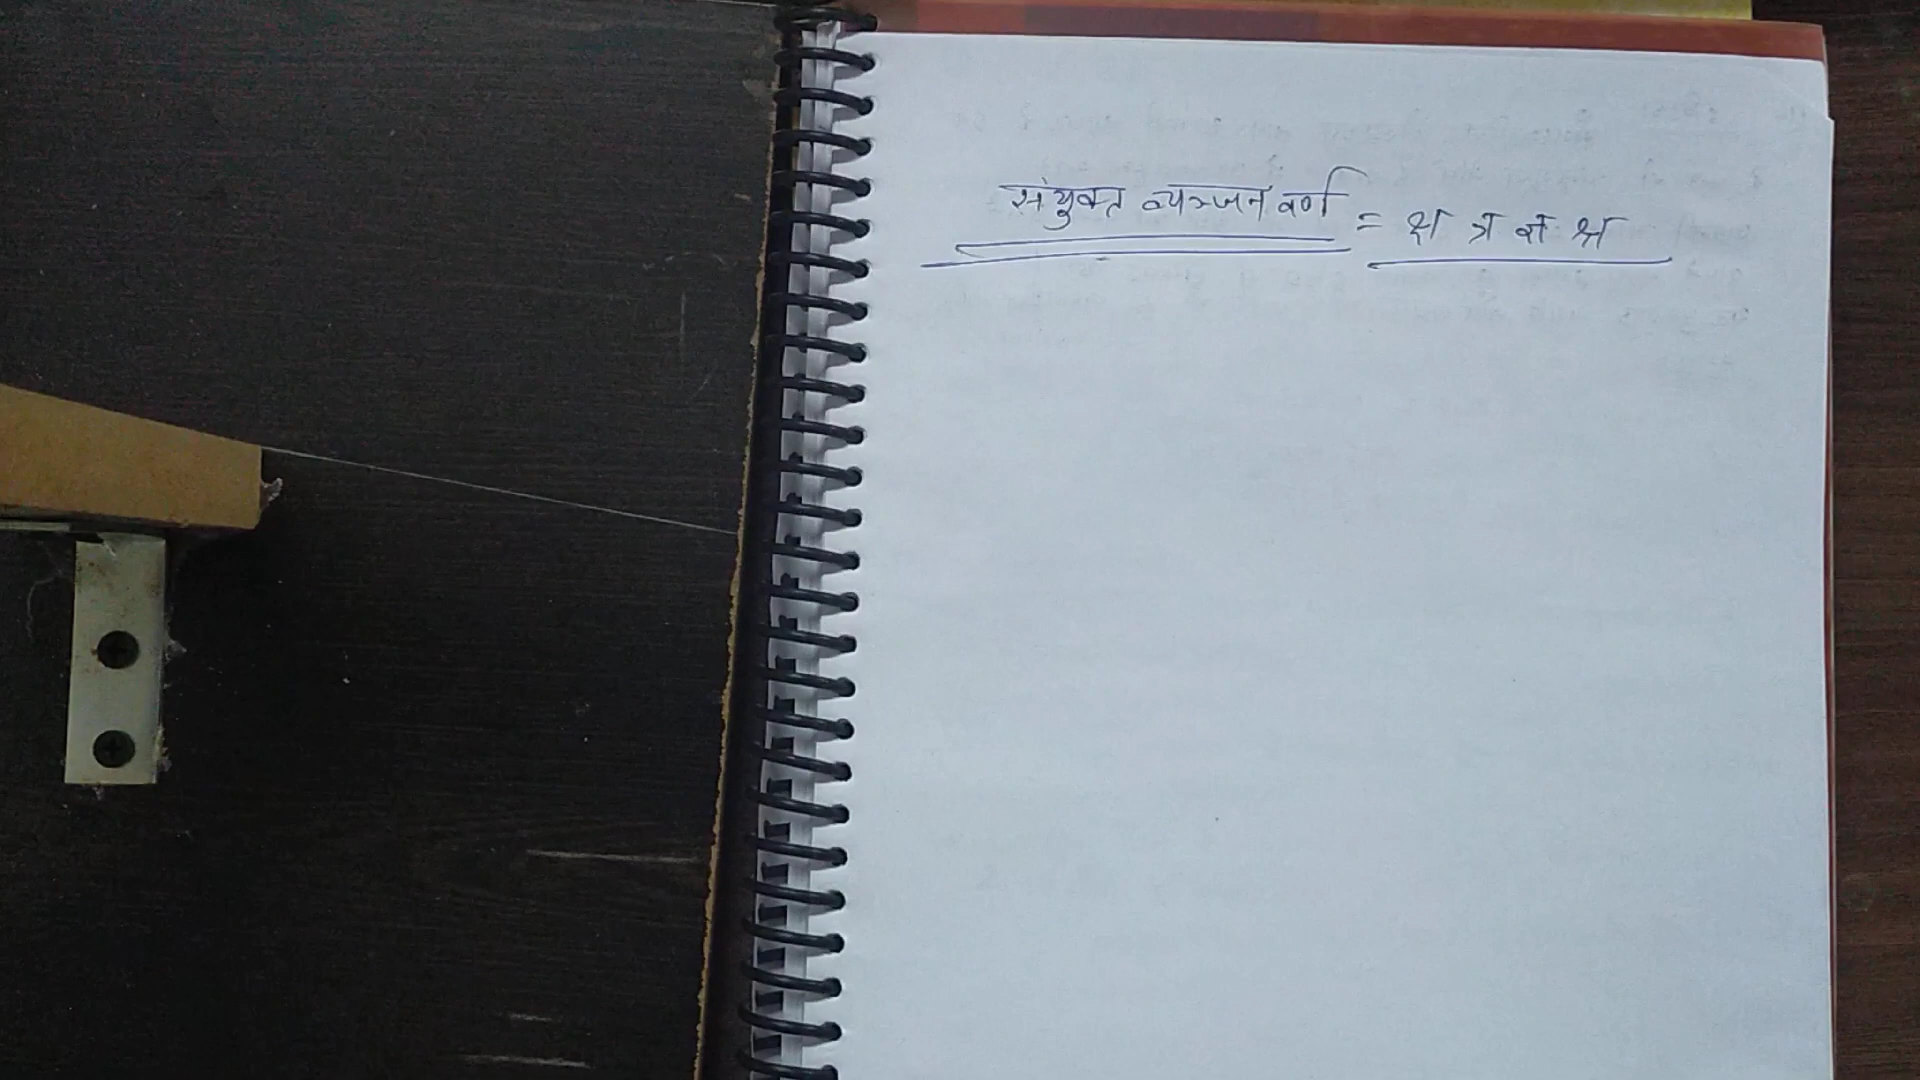 संयुक्त व्यञ्जन वर्ण = क्ष त्र ज्ञ श्र